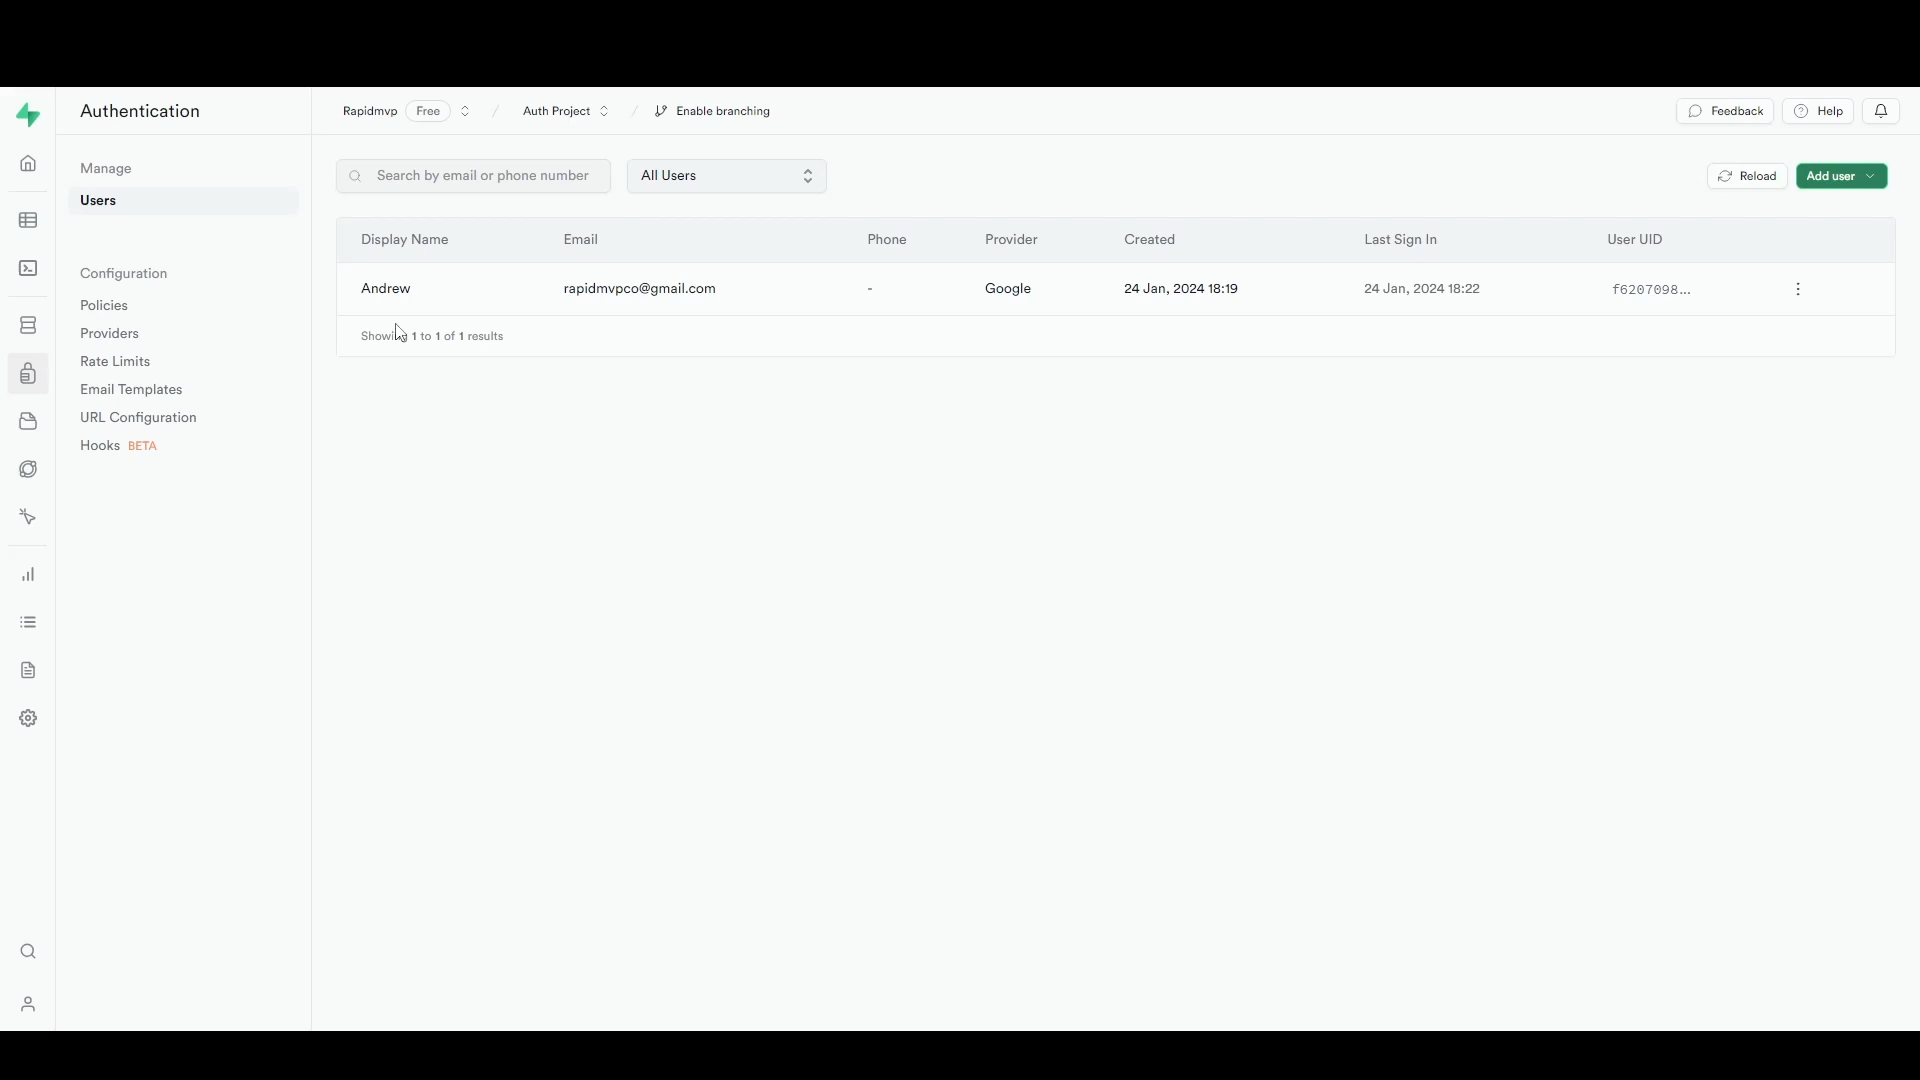 Authentication
Rapidmvp Free / Auth Project / Enable branching
Feedback Help
Manage
Users
Configuration
Policies
Providers
Rate Limits
Email Templates
URL Configuration
Hooks BETA
Search by email or phone number All Users
Reload Add user
Display Name Email Phone Provider Created Last Sign In User UID
Andrew rapidmvpco@gmail.com - Google 24 Jan, 2024 18:19 24 Jan, 2024 18:22 f6207098...
Showing 1 to 1 of 1 results